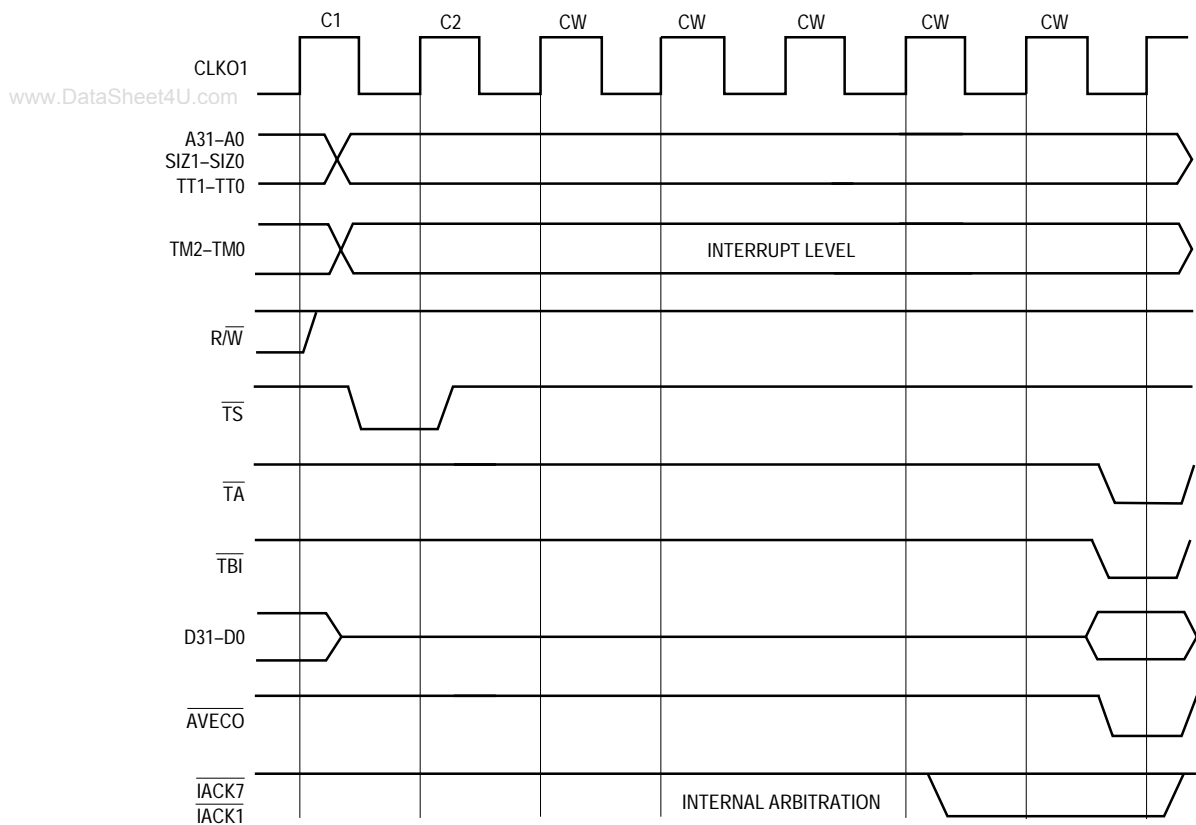 C1 C2 CW CW CW CW CW
CLKO1
www.DataSheet4U.com
A31–A0
SIZ1–SIZ0
TT1–TT0
TM2–TM0 INTERRUPT LEVEL
R/W
TS
TA
TBI
D31–D0
AVECO
IACK7
INTERNAL ARBITRATION
IACK1